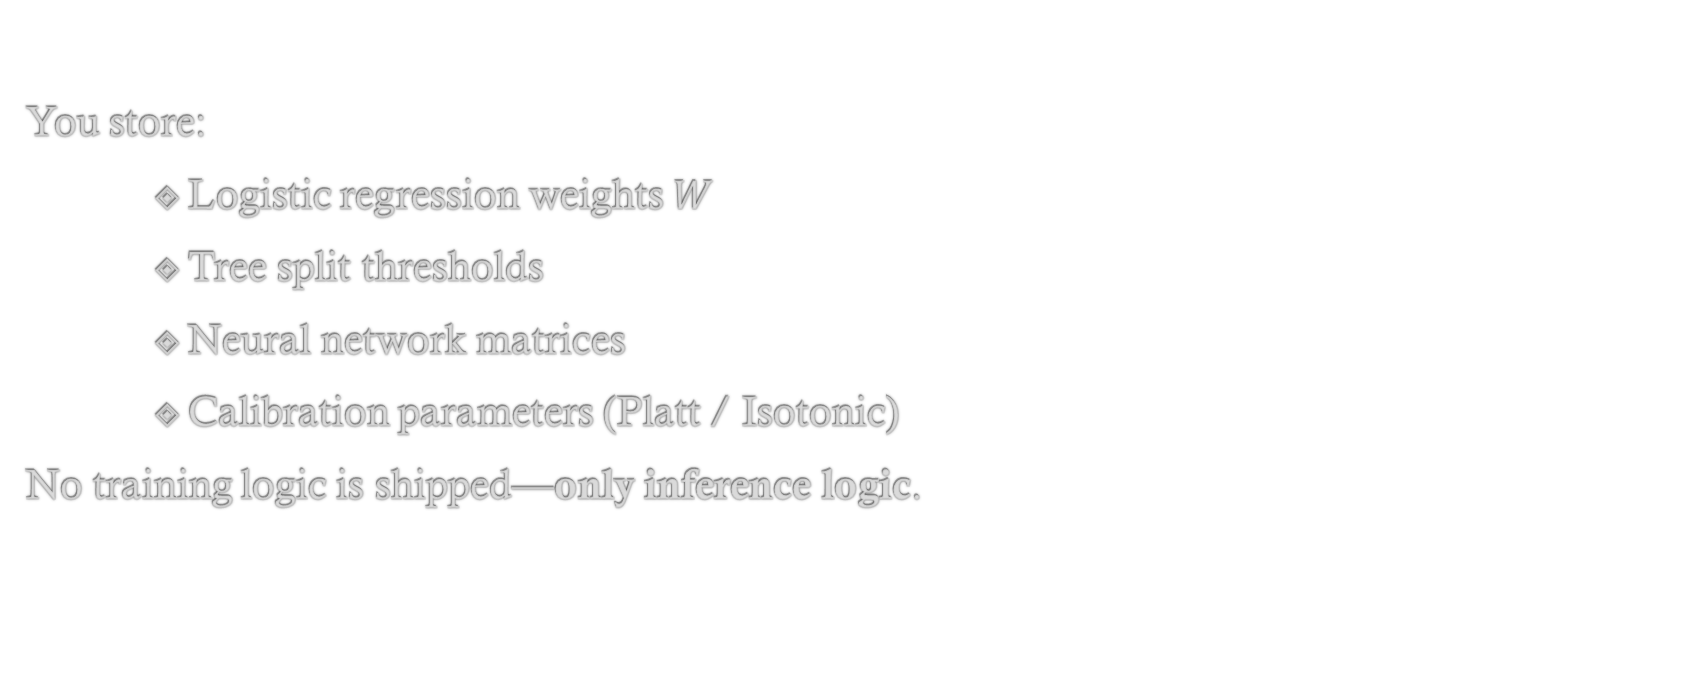 You store:
❖ Logistic regression weights W
❖ Tree split thresholds
❖ Neural network matrices
❖ Calibration parameters (Platt / Isotonic)
No training logic is shipped—only inference logic.